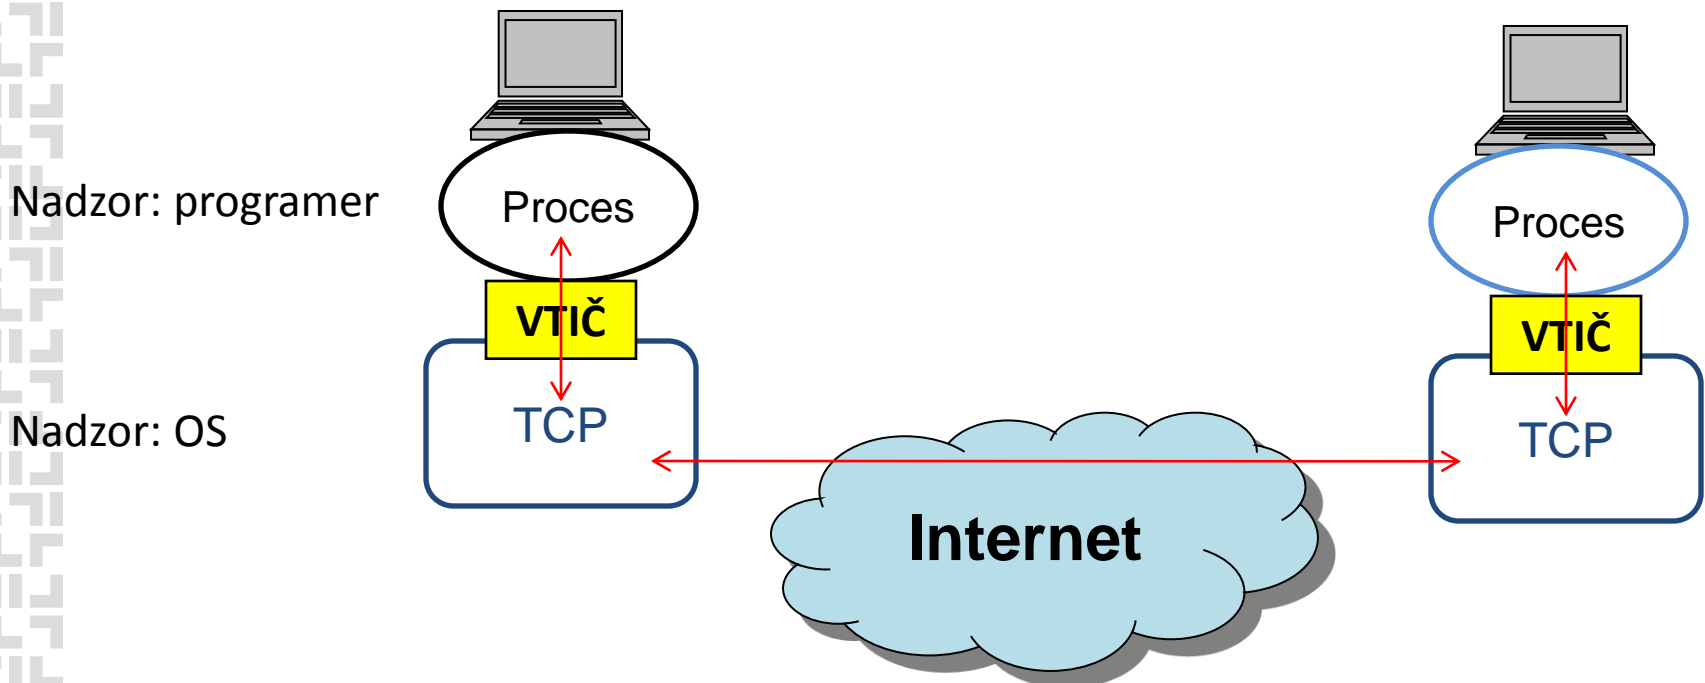 Nadzor: programer
Proces
Proces
VTIČ
VTIČ
Nadzor: OS
TCP
TCP
Internet